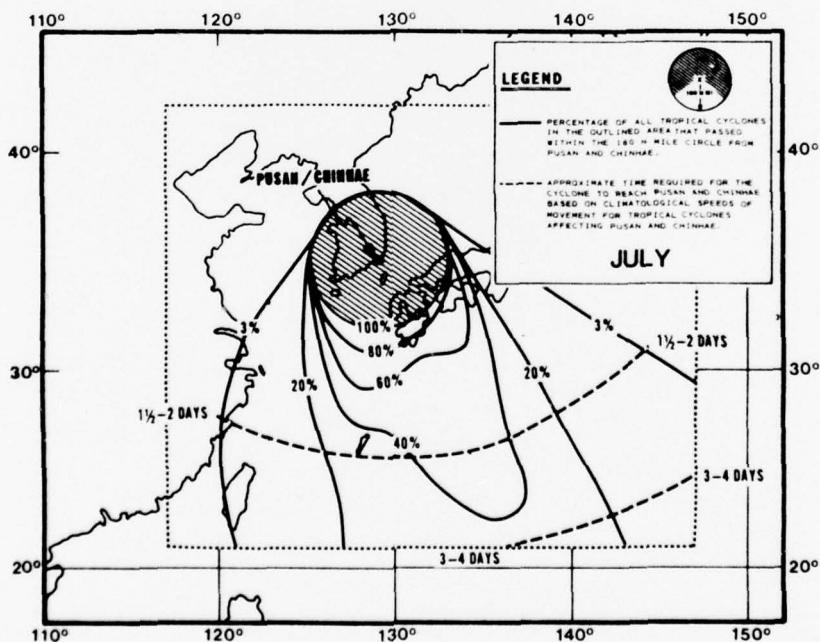 110°
120°
130°
140°
150°
LEGEND
PERCENTAGE OF ALL TROPICAL CYCLONES
IN THE OUTLINED AREA THAT PASSED
WITHIN THE 180 N MILE CIRCLE FROM
PUSAN AND CHINHAE.
APPROXIMATE TIME REQUIRED FOR THE
CYCLONE TO REACH PUSAN AND CHINHAE
BASED ON CLIMATOLOGICAL SPEEDS OF
MOVEMENT FOR TROPICAL CYCLONES
AFFECTING PUSAN AND CHINHAE.
JULY
40°
40°
PUSAN / CHINHAE
3%
100%
80%
60%
20%
40%
20%
3%
1½-2 DAYS
30°
30°
1½-2 DAYS
3-4 DAYS
3-4 DAYS
20°
20°
110°
120°
130°
140°
150°